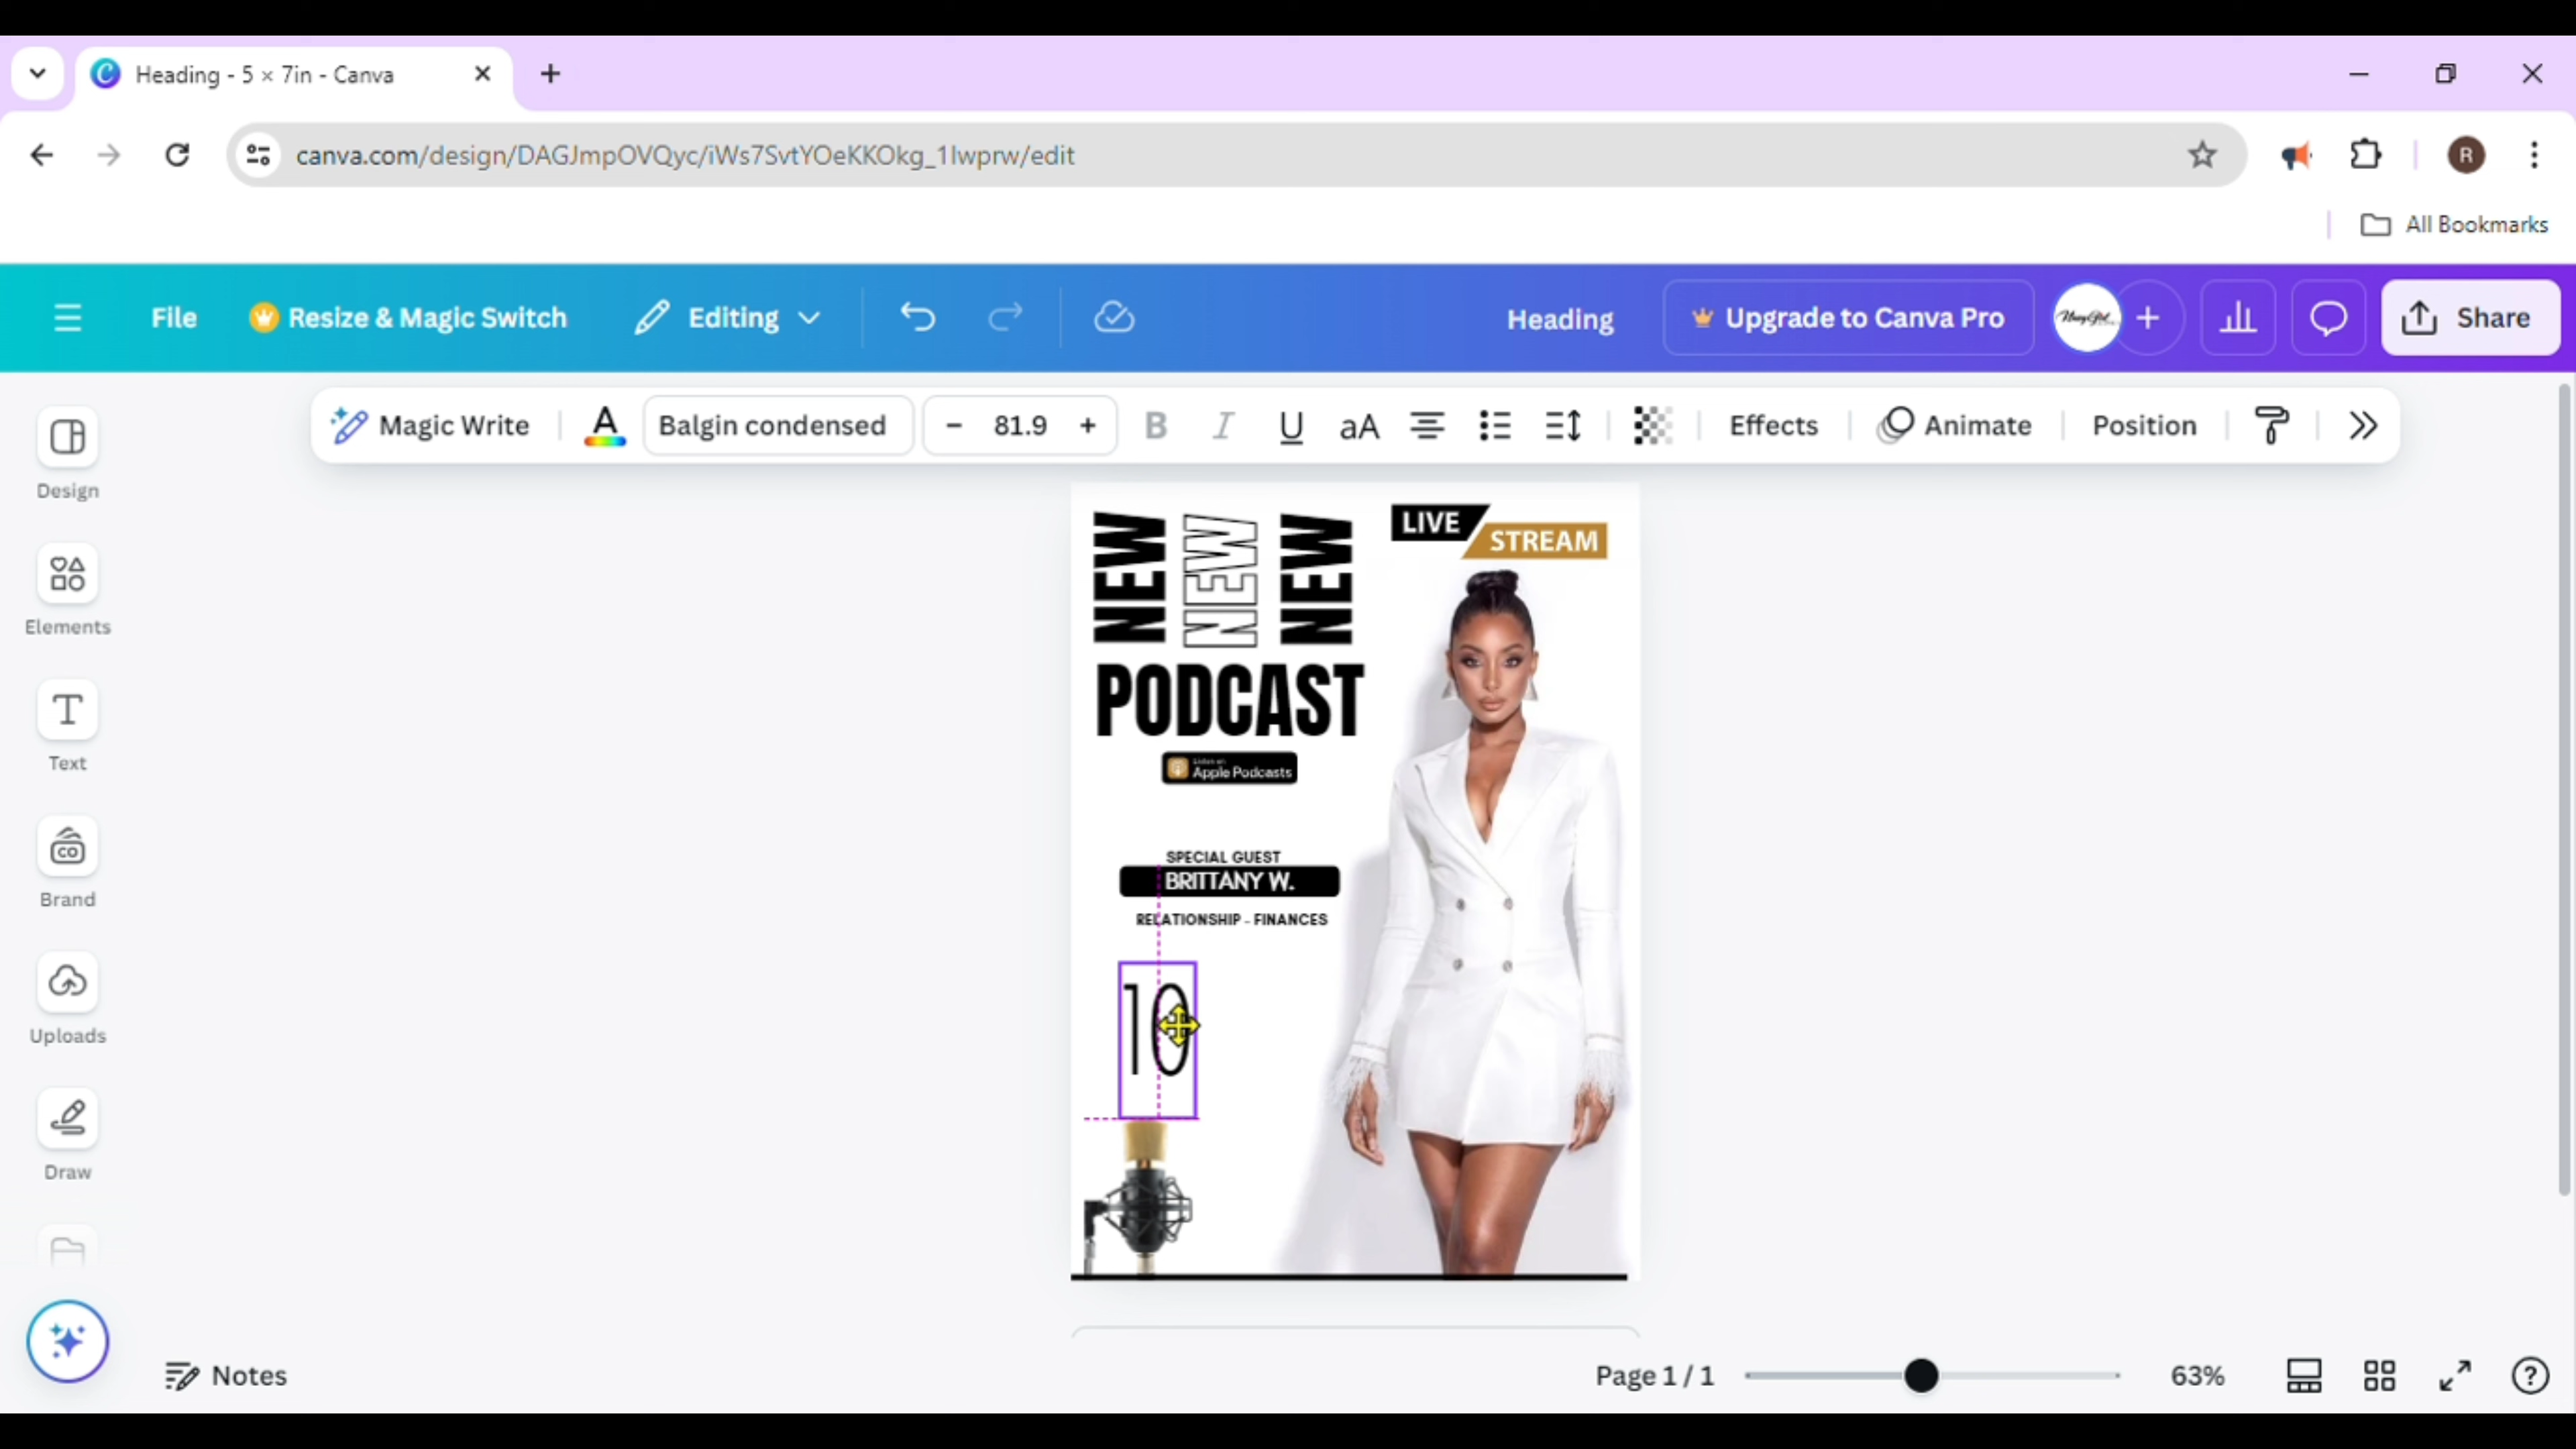 Heading - 5 × 7in - Canva
canva.com/design/DAGJmpOVQyc/iWs7SvtYOeKKOkg_1lwprw/edit
R
All Bookmarks
File
Resize & Magic Switch
Editing
Heading
Upgrade to Canva Pro
Share
Magic Write
A
Balgin condensed
− 81.9 +
B
I
U
aA
Effects
Animate
Position
Design
Elements
Text
Brand
Uploads
Draw
NEW NEW NEW
LIVE
STREAM
PODCAST
Listen on
Apple Podcasts
SPECIAL GUEST
BRITTANY W.
RELATIONSHIP - FINANCES
10
Notes
Page 1 / 1
63%